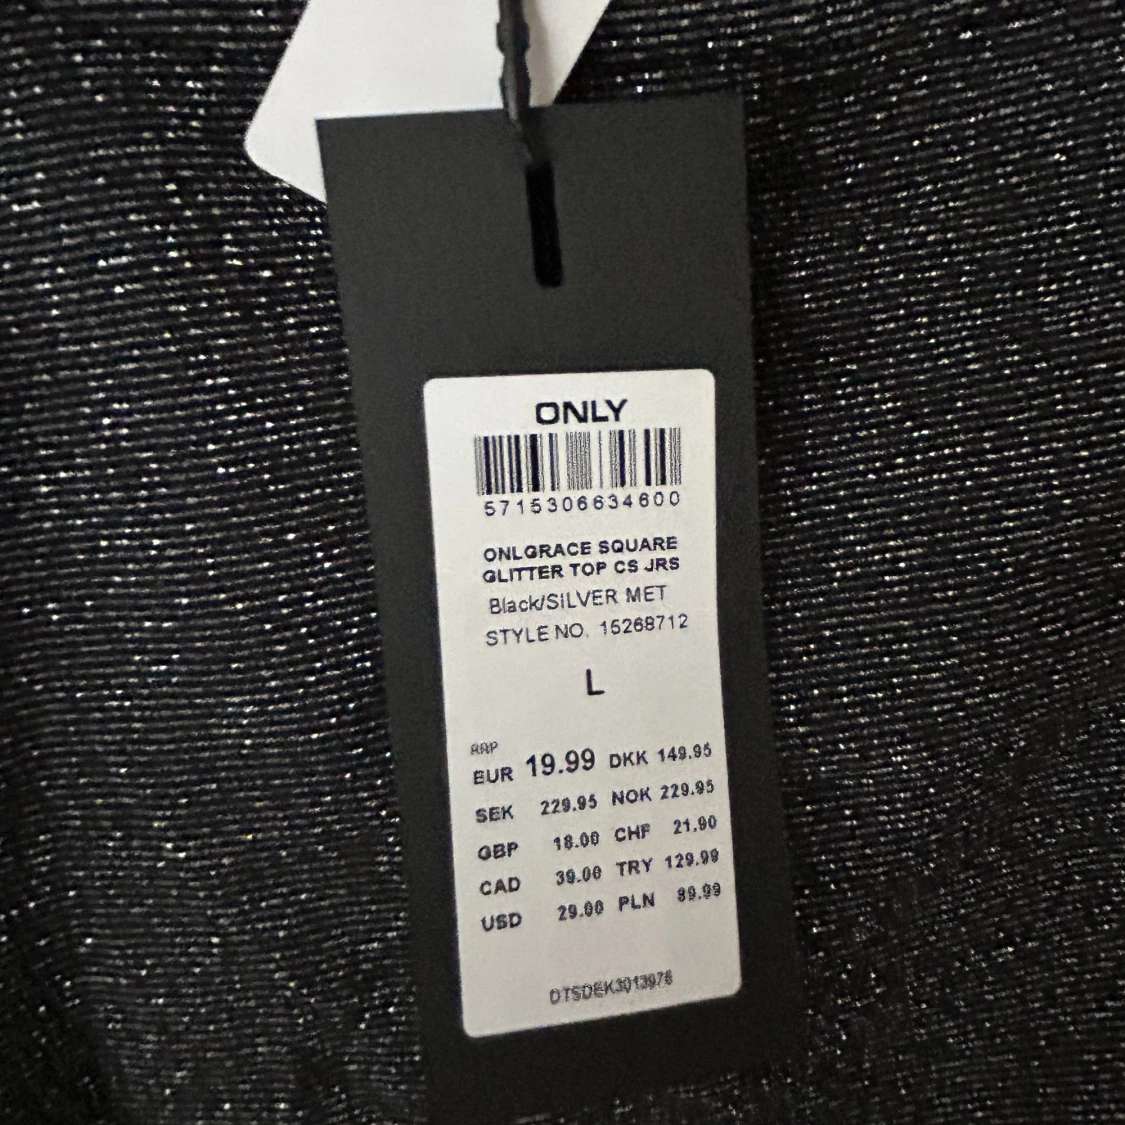 ONLY
5715306634600
ONLGRACE SQUARE
GLITTER TOP CS JRS
Black/SILVER MET
STYLE NO. 15268712
L
RRP
EUR 19.99 DKK 149.95
SEK 229.95 NOK 229.95
GBP 18.00 CHF 21.90
CAD 39.00 TRY 129.99
USD 29.00 PLN 89.99